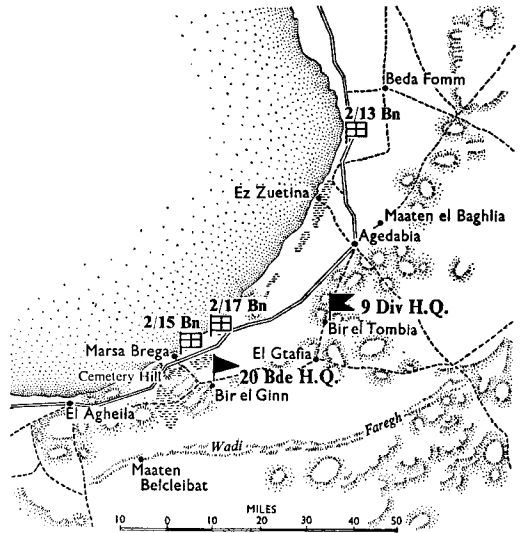 Beda Fomm
2/13 Bn
Ez Zuetina
Maaten el Baghlia
Agedabia
2/17 Bn
9 Div H.Q.
2/15 Bn
Bir el Tombia
Marsa Brega
El Gtafia
Cemetery Hill
20 Bde H.Q.
Bir el Ginn
El Agheila
Wadi Faregh
Maaten
Belcleibat
MILES
10 0 10 20 30 40 50